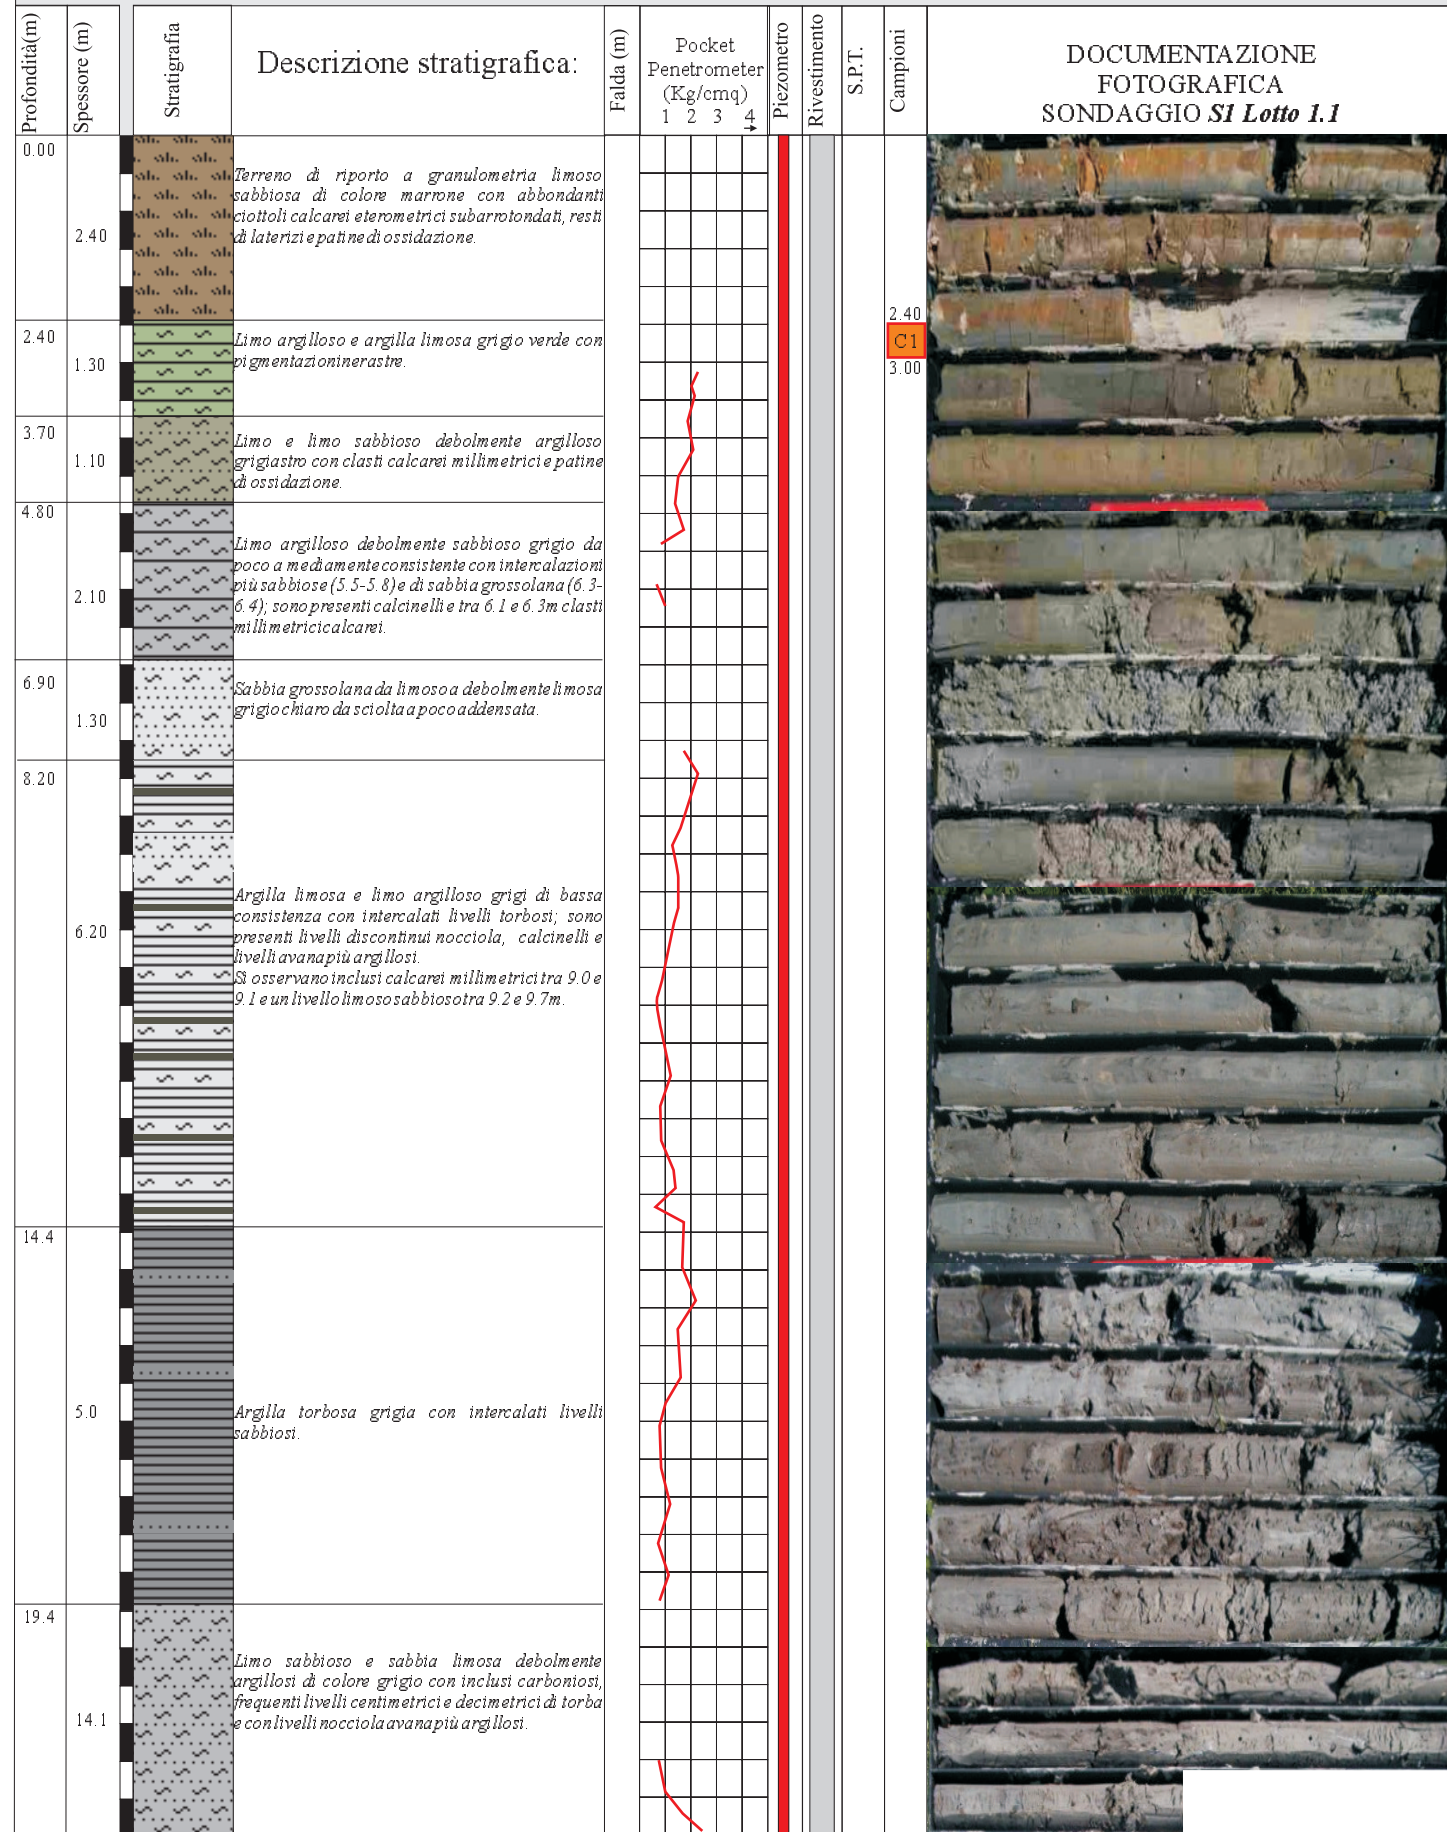 Profondità(m)
Spessore (m)
Stratigrafia
Descrizione stratigrafica:
Falda (m)
Pocket
Penetrometer
(Kg/cmq)
1 2 3 4
Piezometro
Rivestimento
S.P.T.
Campioni
DOCUMENTAZIONE
FOTOGRAFICA
SONDAGGIO S1 Lotto 1.1
0.00
2.40
Terreno di riporto a granulometria limoso
sabbiosa di colore marrone con abbondanti
ciottoli calcarei eterometrici subarrotondati, resti
di laterizi e patine di ossidazione.
2.40
1.30
Limo argilloso e argilla limosa grigio verde con
pigmentazioni nerastre.
2.40
C1
3.00
3.70
1.10
Limo e limo sabbioso debolmente argilloso
grigiastro con clasti calcarei millimetrici e patine
di ossidazione.
4.80
2.10
Limo argilloso debolmente sabbioso grigio da
poco a mediamente consistente con intercalazioni
più sabbiose (5.5-5.8) e di sabbia grossolana (6.3-
6.4); sono presenti calcinelli e tra 6.1 e 6.3m clasti
millimetrici calcarei.
6.90
1.30
Sabbia grossolana da limoso a debolmente limosa
grigio chiaro da sciolta a poco addensata.
8.20
6.20
Argilla limosa e limo argilloso grigi di bassa
consistenza con intercalati livelli torbosi; sono
presenti livelli discontinui nocciola, calcinelli e
livelli avana più argillosi.
Si osservano inclusi calcarei millimetrici tra 9.0 e
9.1 e un livello limoso sabbioso tra 9.2 e 9.7m.
14.4
5.0
Argilla torbosa grigia con intercalati livelli
sabbiosi.
19.4
14.1
Limo sabbioso e sabbia limosa debolmente
argillosi di colore grigio con inclusi carboniosi,
frequenti livelli centimetrici e decimetrici di torba
e con livelli nocciola avana più argillosi.